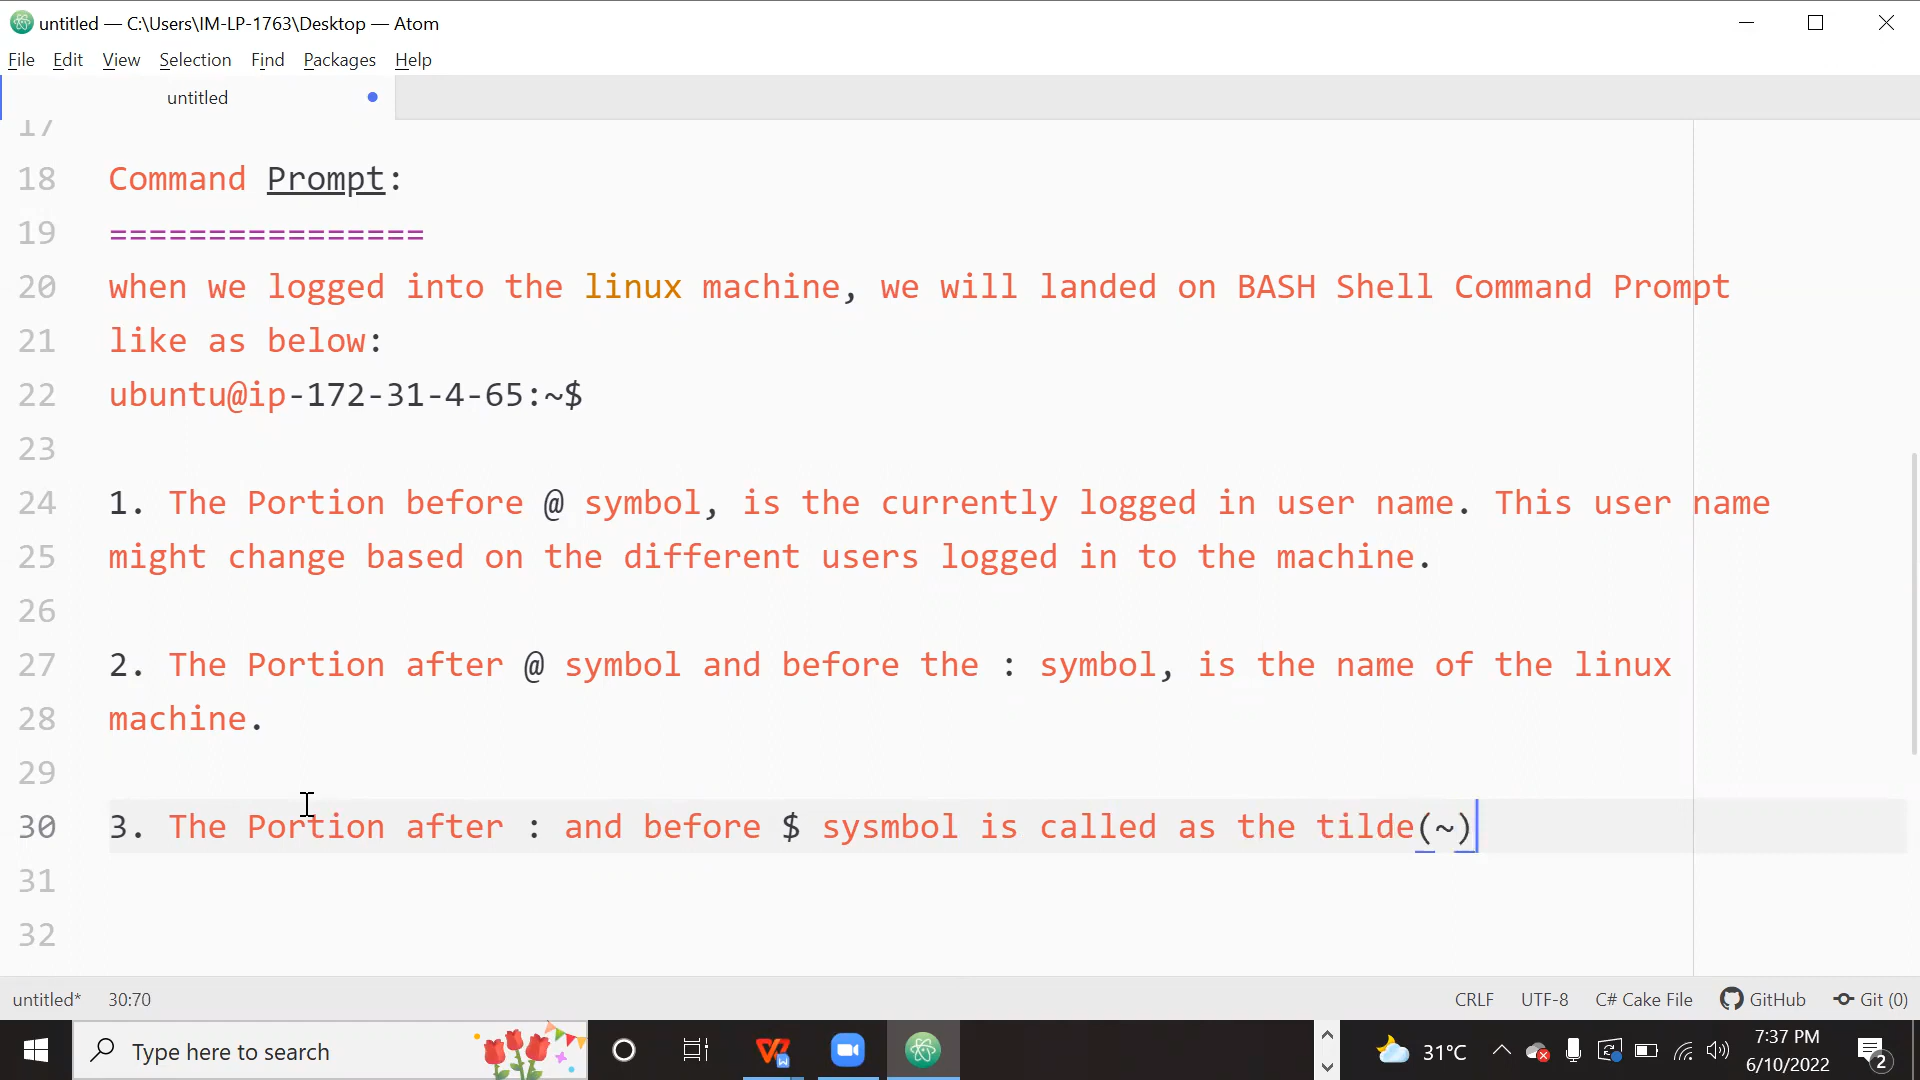 untitled — C:\Users\IM-LP-1763\Desktop — Atom
File Edit View Selection Find Packages Help
untitled
17
18 Command Prompt:
19 ================
20 when we logged into the linux machine, we will landed on BASH Shell Command Prompt
21 like as below:
22 ubuntu@ip-172-31-4-65:~$
23
24 1. The Portion before @ symbol, is the currently logged in user name. This user name
25 might change based on the different users logged in to the machine.
26
27 2. The Portion after @ symbol and before the : symbol, is the name of the linux
28 machine.
29
30 3. The Portion after : and before $ sysmbol is called as the tilde(~)
31
32
untitled* 30:70 CRLF UTF-8 C# Cake File GitHub Git (0)
Type here to search 31°C 7:37 PM
6/10/2022 2